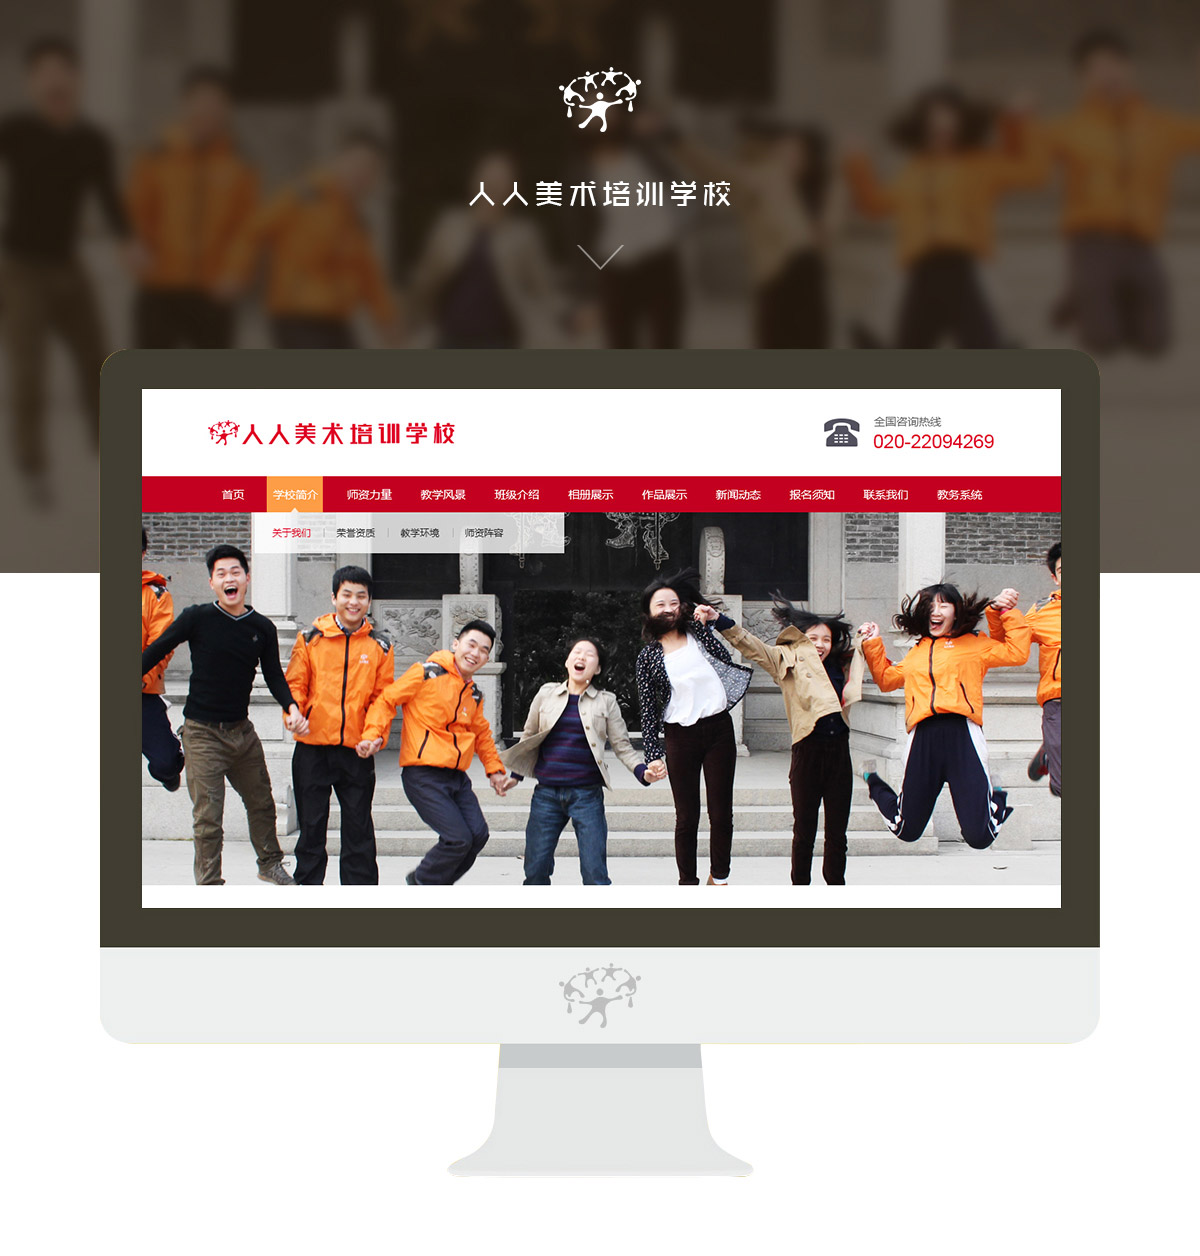 人人美术培训学校
人人美术培训学校
全国咨询热线
020-22094269
首页 学校简介 师资力量 教学风景 班级介绍 相册展示 作品展示 新闻动态 报名须知 联系我们 教务系统
关于我们 | 荣誉资质 | 教学环境 | 师资阵容